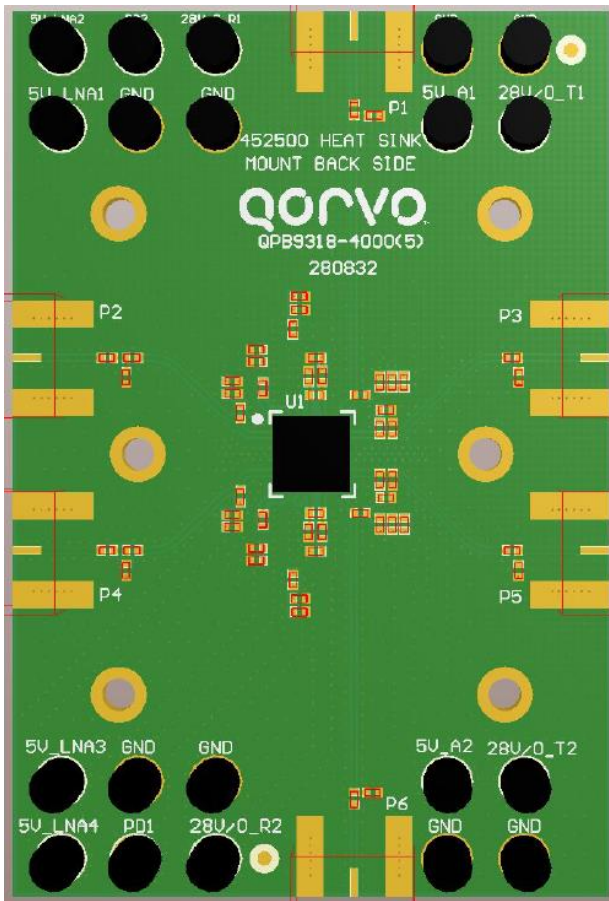 5V_LNA2 PD2 28V/0_R1
5V_LNA1 GND GND
5V_A1 28V/0_T1
P1
452500 HEAT SINK
MOUNT BACK SIDE
QORVO
QPB9318-4000(5)
280832
P2
P3
U1
P4
P5
5V_LNA3 GND GND
5V_A2 28V/0_T2
P6
5V_LNA4 PD1 28V/0_R2
GND GND